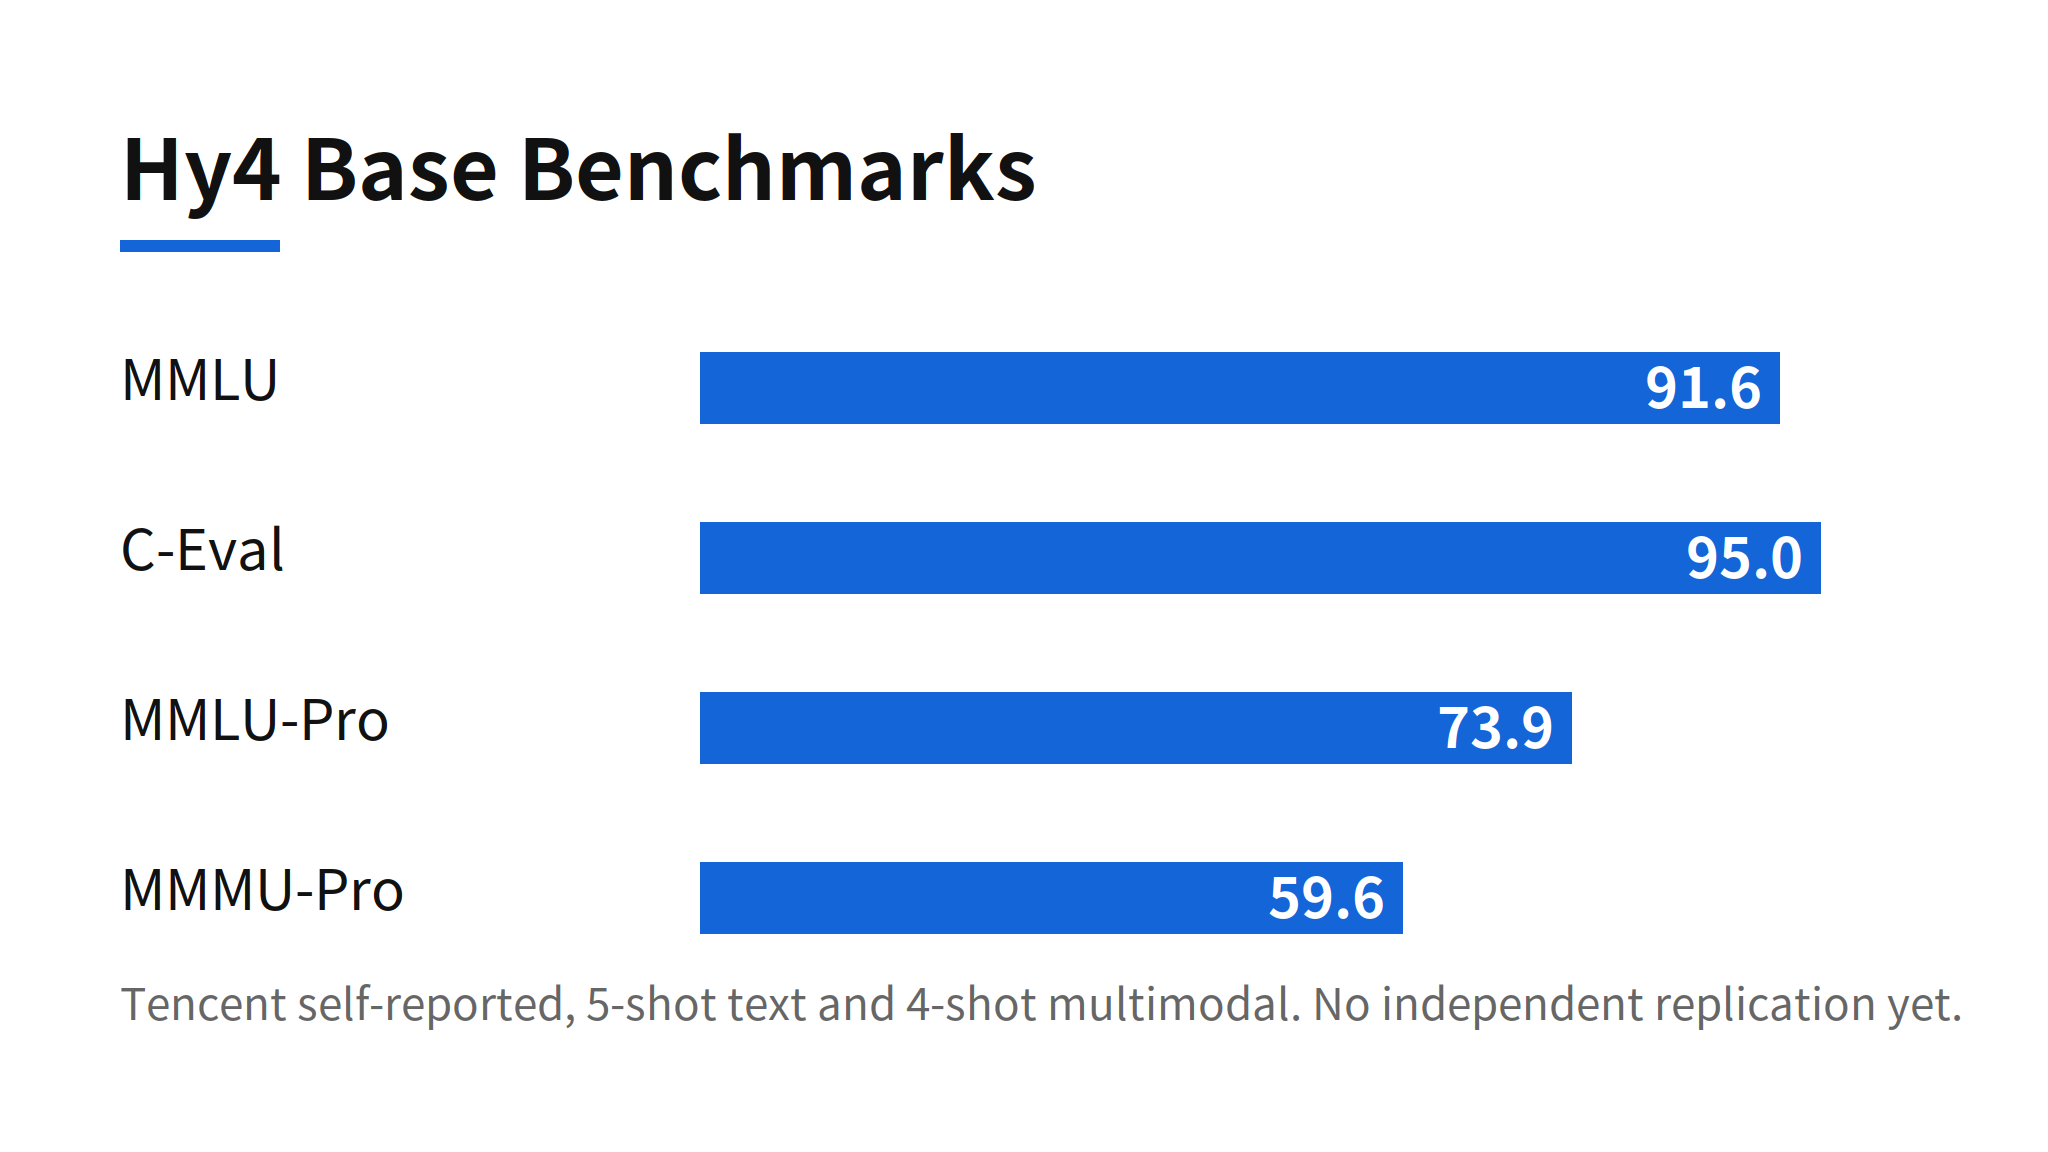 Hy4 Base Benchmarks
MMLU
91.6
C-Eval
95.0
MMLU-Pro
73.9
MMMU-Pro
59.6
Tencent self-reported, 5-shot text and 4-shot multimodal. No independent replication yet.